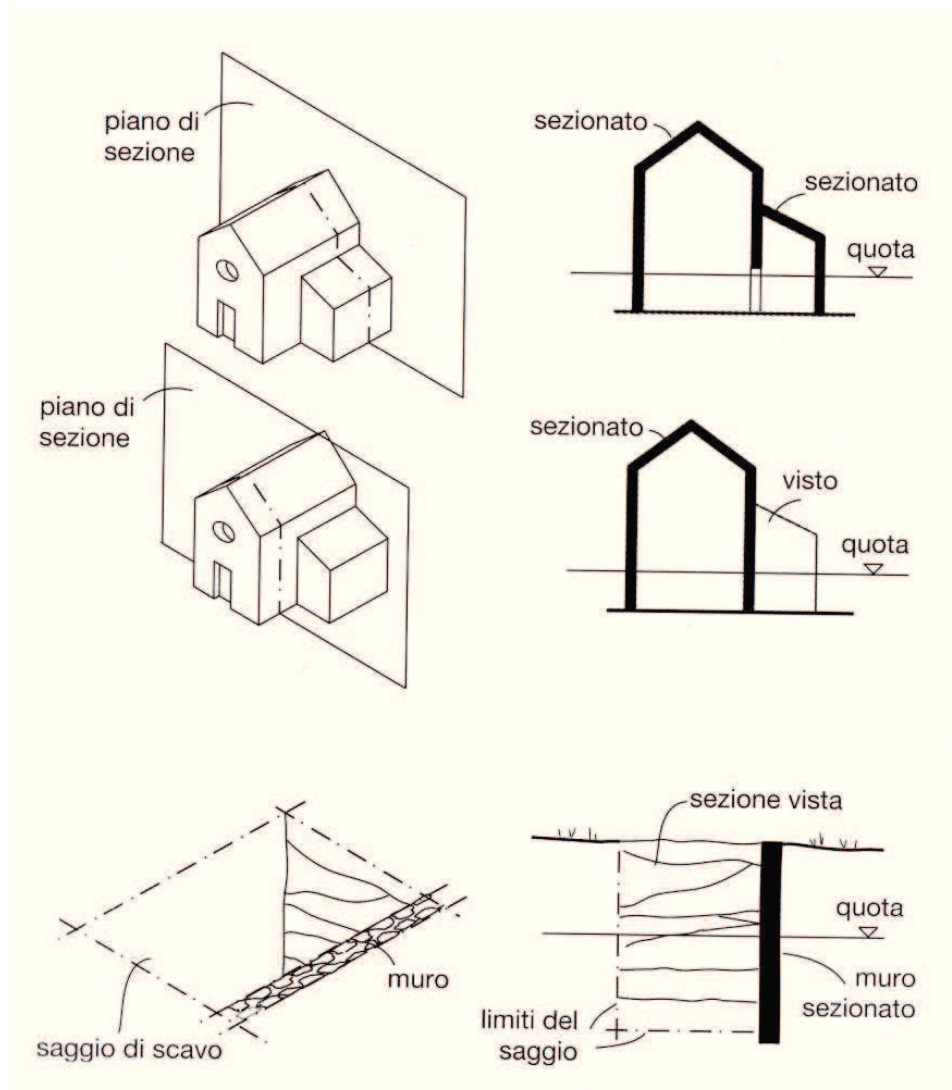 piano di
sezione
sezionato
sezionato
quota
piano di
sezione
sezionato
visto
quota
sezione vista
quota
muro
muro
sezionato
saggio di scavo
limiti del
saggio